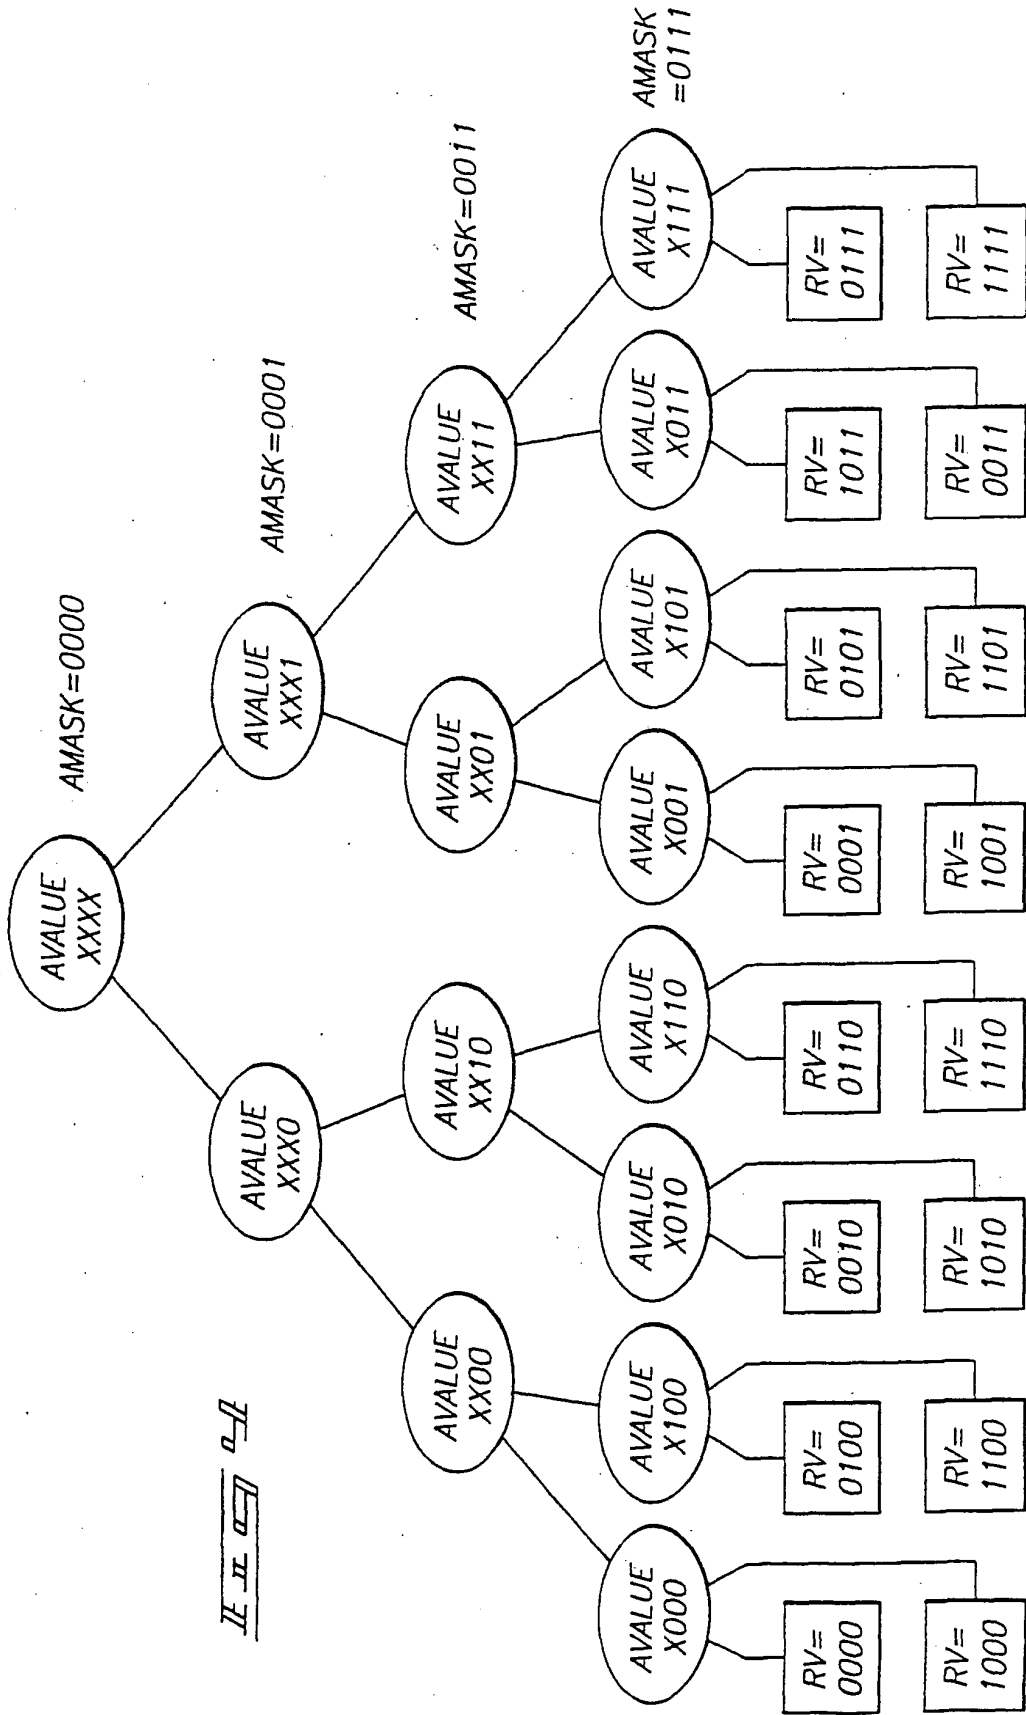 Fig 4
AMASK=0000
AVALUE
XXXX
AMASK=0001
AVALUE
XXX0
AVALUE
XXX1
AMASK=0011
AVALUE
XX00
AVALUE
XX10
AVALUE
XX01
AVALUE
XX11
AMASK
=0111
AVALUE
X000
AVALUE
X100
AVALUE
X010
AVALUE
X110
AVALUE
X001
AVALUE
X101
AVALUE
X011
AVALUE
X111
RV=
0000
RV=
0100
RV=
0010
RV=
0110
RV=
0001
RV=
0101
RV=
1011
RV=
0111
RV=
1000
RV=
1100
RV=
1010
RV=
1110
RV=
1001
RV=
1101
RV=
0011
RV=
1111